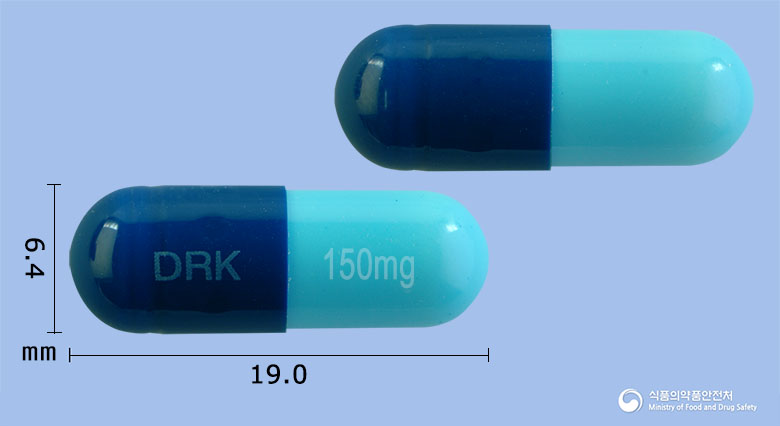 DRK 150mg
6.4
mm
19.0
식품의약품안전처
Ministry of Food and Drug Safety